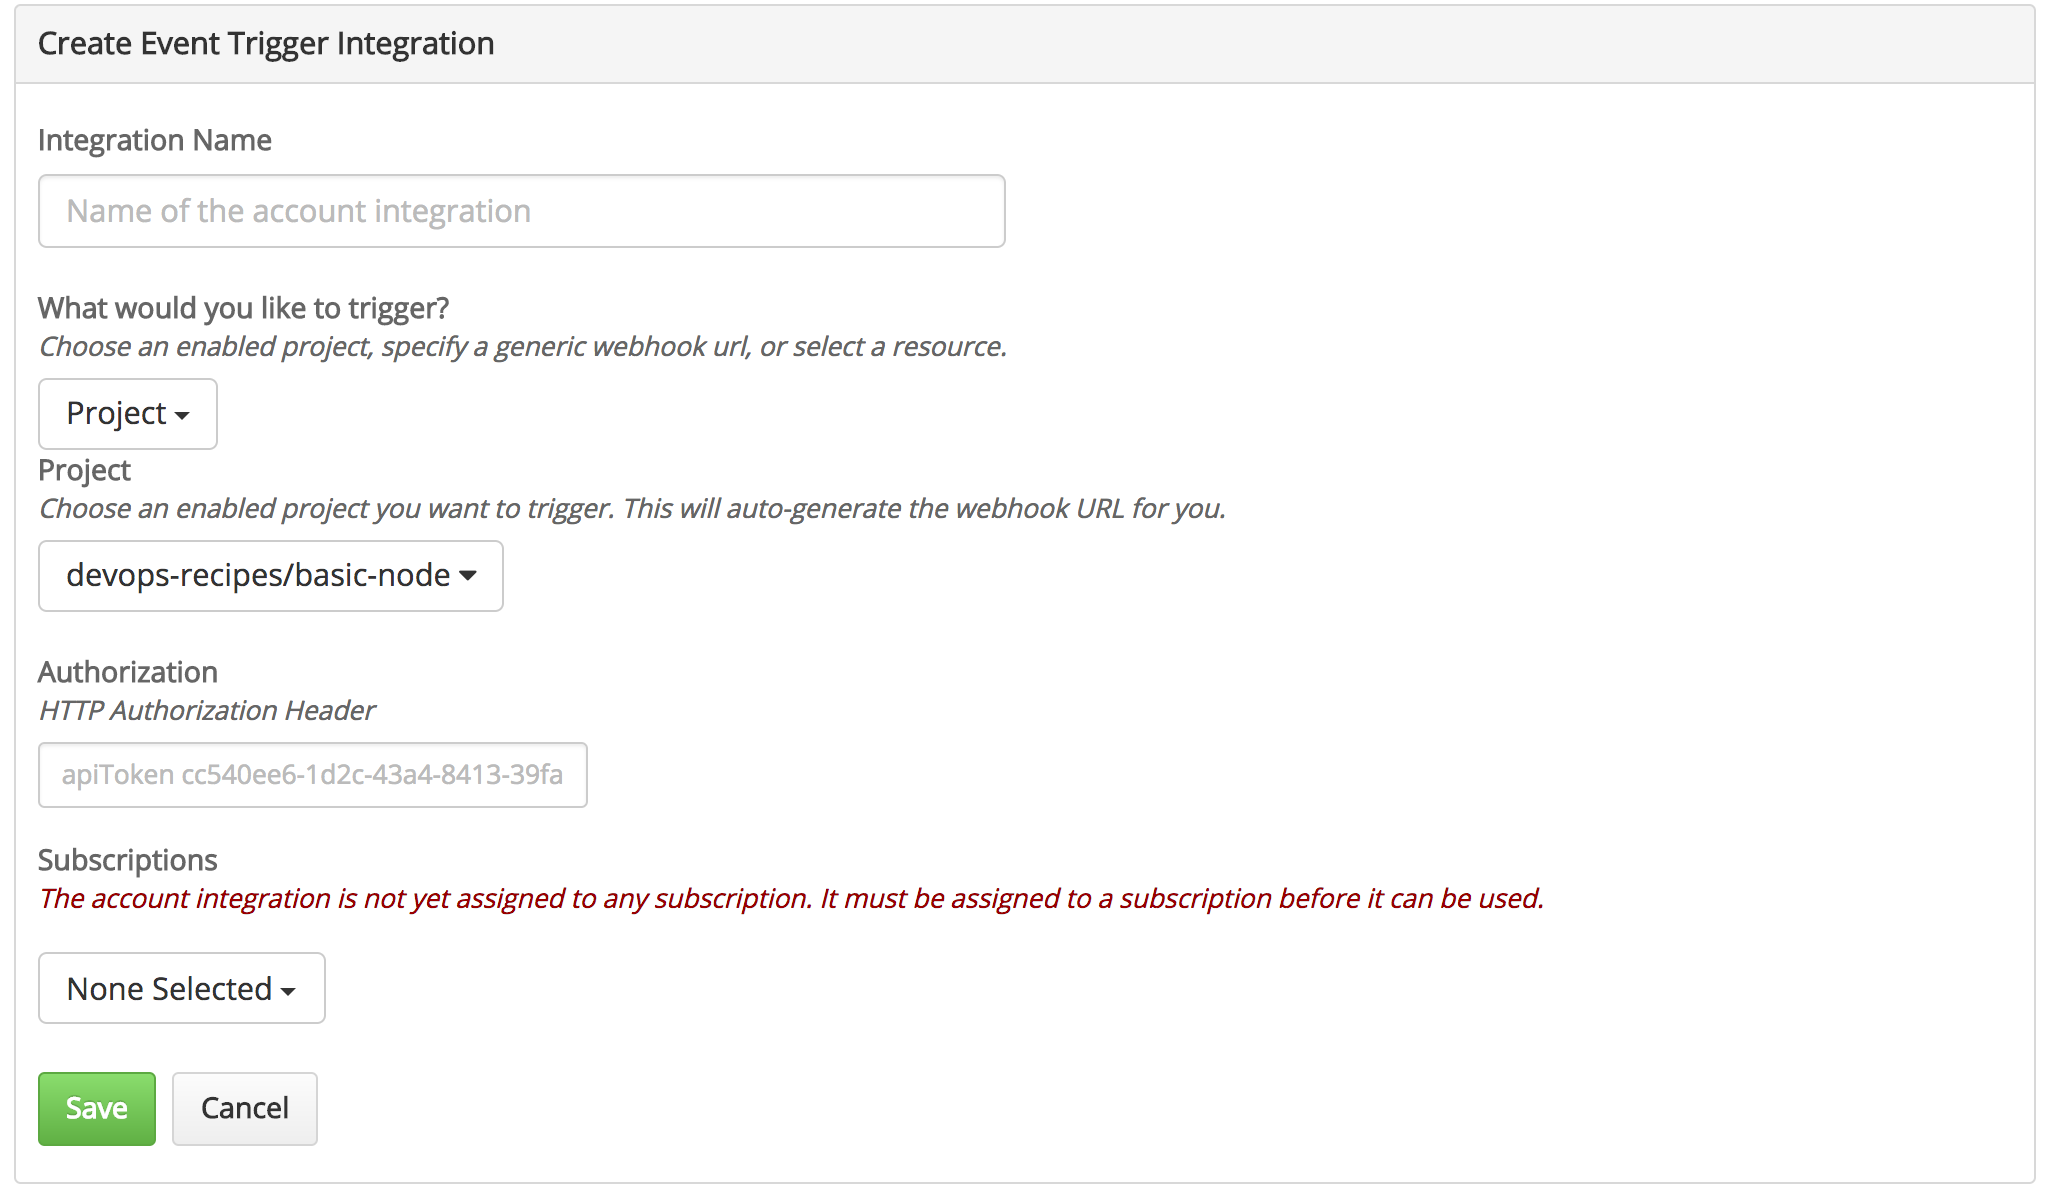 Create Event Trigger Integration
Integration Name
Name of the account integration
What would you like to trigger?
Choose an enabled project, specify a generic webhook url, or select a resource.
Project
Project
Choose an enabled project you want to trigger. This will auto-generate the webhook URL for you.
devops-recipes/basic-node
Authorization
HTTP Authorization Header
apiToken cc540ee6-1d2c-43a4-8413-39fa
Subscriptions
The account integration is not yet assigned to any subscription. It must be assigned to a subscription before it can be used.
None Selected
Save Cancel